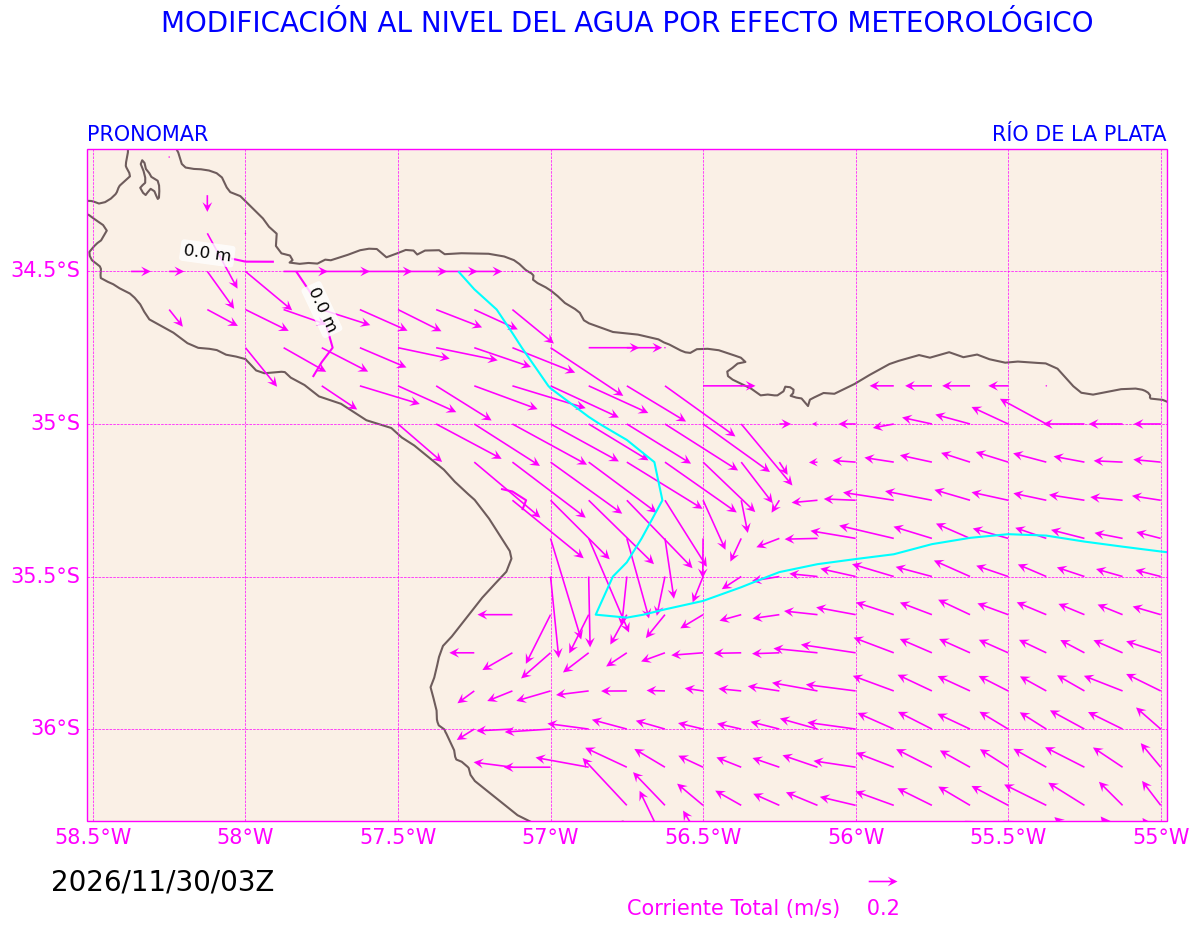 MODIFICACIÓN AL NIVEL DEL AGUA POR EFECTO METEOROLÓGICO
PRONOMAR
RÍO DE LA PLATA
0.0 m
34.5°S
0.0 m
35°S
35.5°S
36°S
58.5°W 58°W 57.5°W 57°W 56.5°W 56°W 55.5°W 55°W
2026/11/30/03Z
Corriente Total (m/s) 0.2